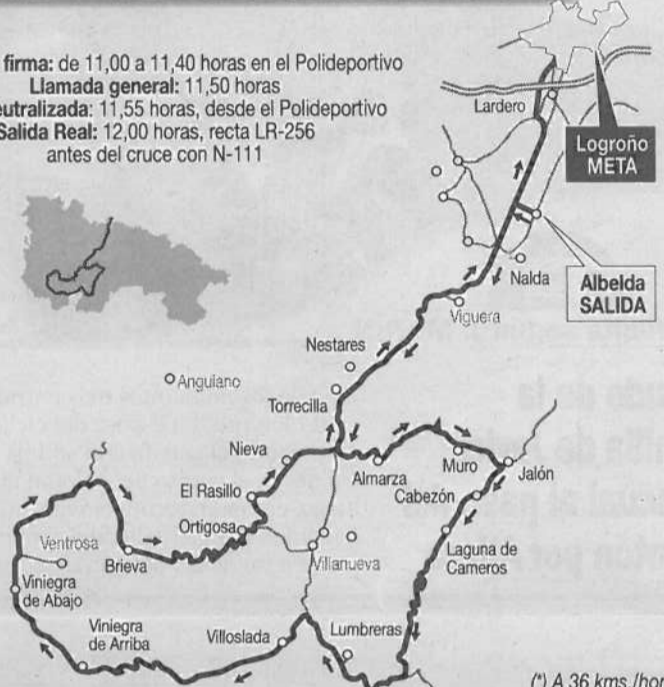 firma: de 11,00 a 11,40 horas en el Polideportivo
Llamada general: 11,50 horas
eutralizada: 11,55 horas, desde el Polideportivo
Salida Real: 12,00 horas, recta LR-256
antes del cruce con N-111
Lardero
Logroño
META
Albelda
SALIDA
Nalda
Viguera
Nestares
Anguiano
Torrecilla
Nieva
Almarza
Muro
Jalón
El Rasillo
Cabezón
Ortigosa
Ventrosa
Brieva
Villanueva
Laguna de
Cameros
Viniegra
de Abajo
Viniegra
de Arriba
Villoslada
Lumbreras
(*) A 36 kms./hor